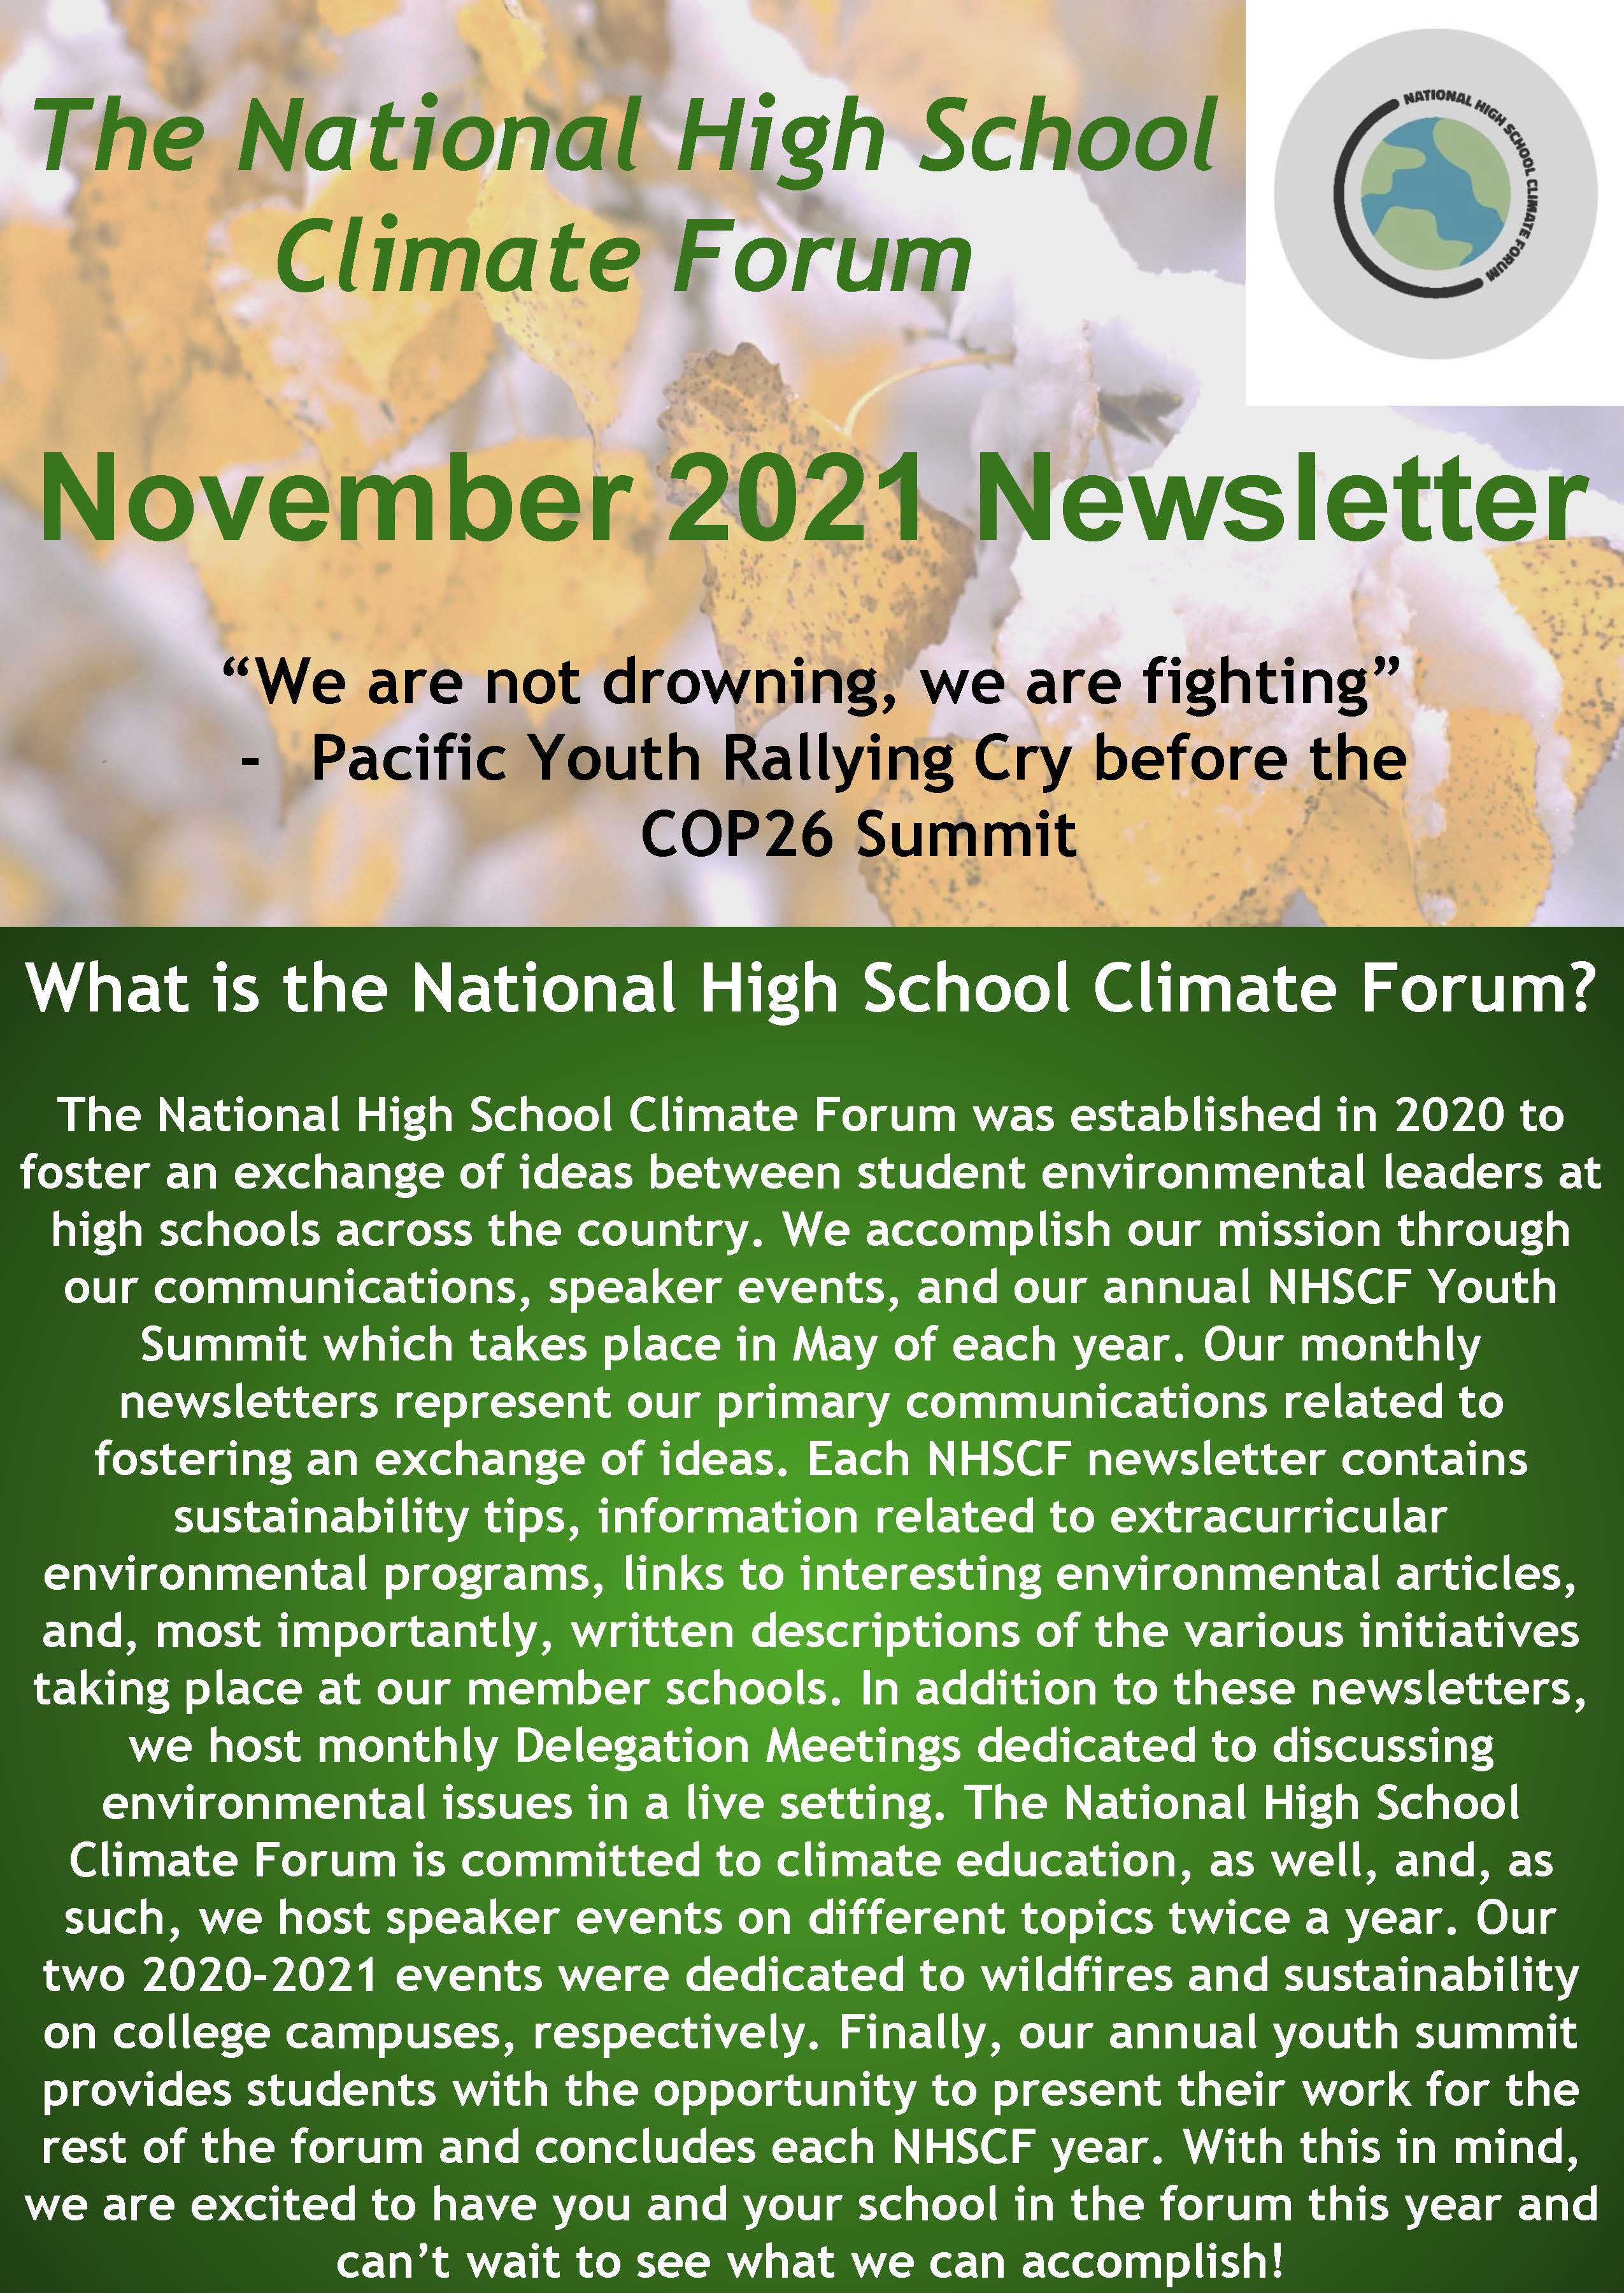 The National High School
Climate Forum
NATIONAL HIGH SCHOOL CLIMATE FORUM
November 2021 Newsletter
“We are not drowning, we are fighting”
- Pacific Youth Rallying Cry before the
COP26 Summit
What is the National High School Climate Forum?
The National High School Climate Forum was established in 2020 to
foster an exchange of ideas between student environmental leaders at
high schools across the country. We accomplish our mission through
our communications, speaker events, and our annual NHSCF Youth
Summit which takes place in May of each year. Our monthly
newsletters represent our primary communications related to
fostering an exchange of ideas. Each NHSCF newsletter contains
sustainability tips, information related to extracurricular
environmental programs, links to interesting environmental articles,
and, most importantly, written descriptions of the various initiatives
taking place at our member schools. In addition to these newsletters,
we host monthly Delegation Meetings dedicated to discussing
environmental issues in a live setting. The National High School
Climate Forum is committed to climate education, as well, and, as
such, we host speaker events on different topics twice a year. Our
two 2020-2021 events were dedicated to wildfires and sustainability
on college campuses, respectively. Finally, our annual youth summit
provides students with the opportunity to present their work for the
rest of the forum and concludes each NHSCF year. With this in mind,
we are excited to have you and your school in the forum this year and
can’t wait to see what we can accomplish!